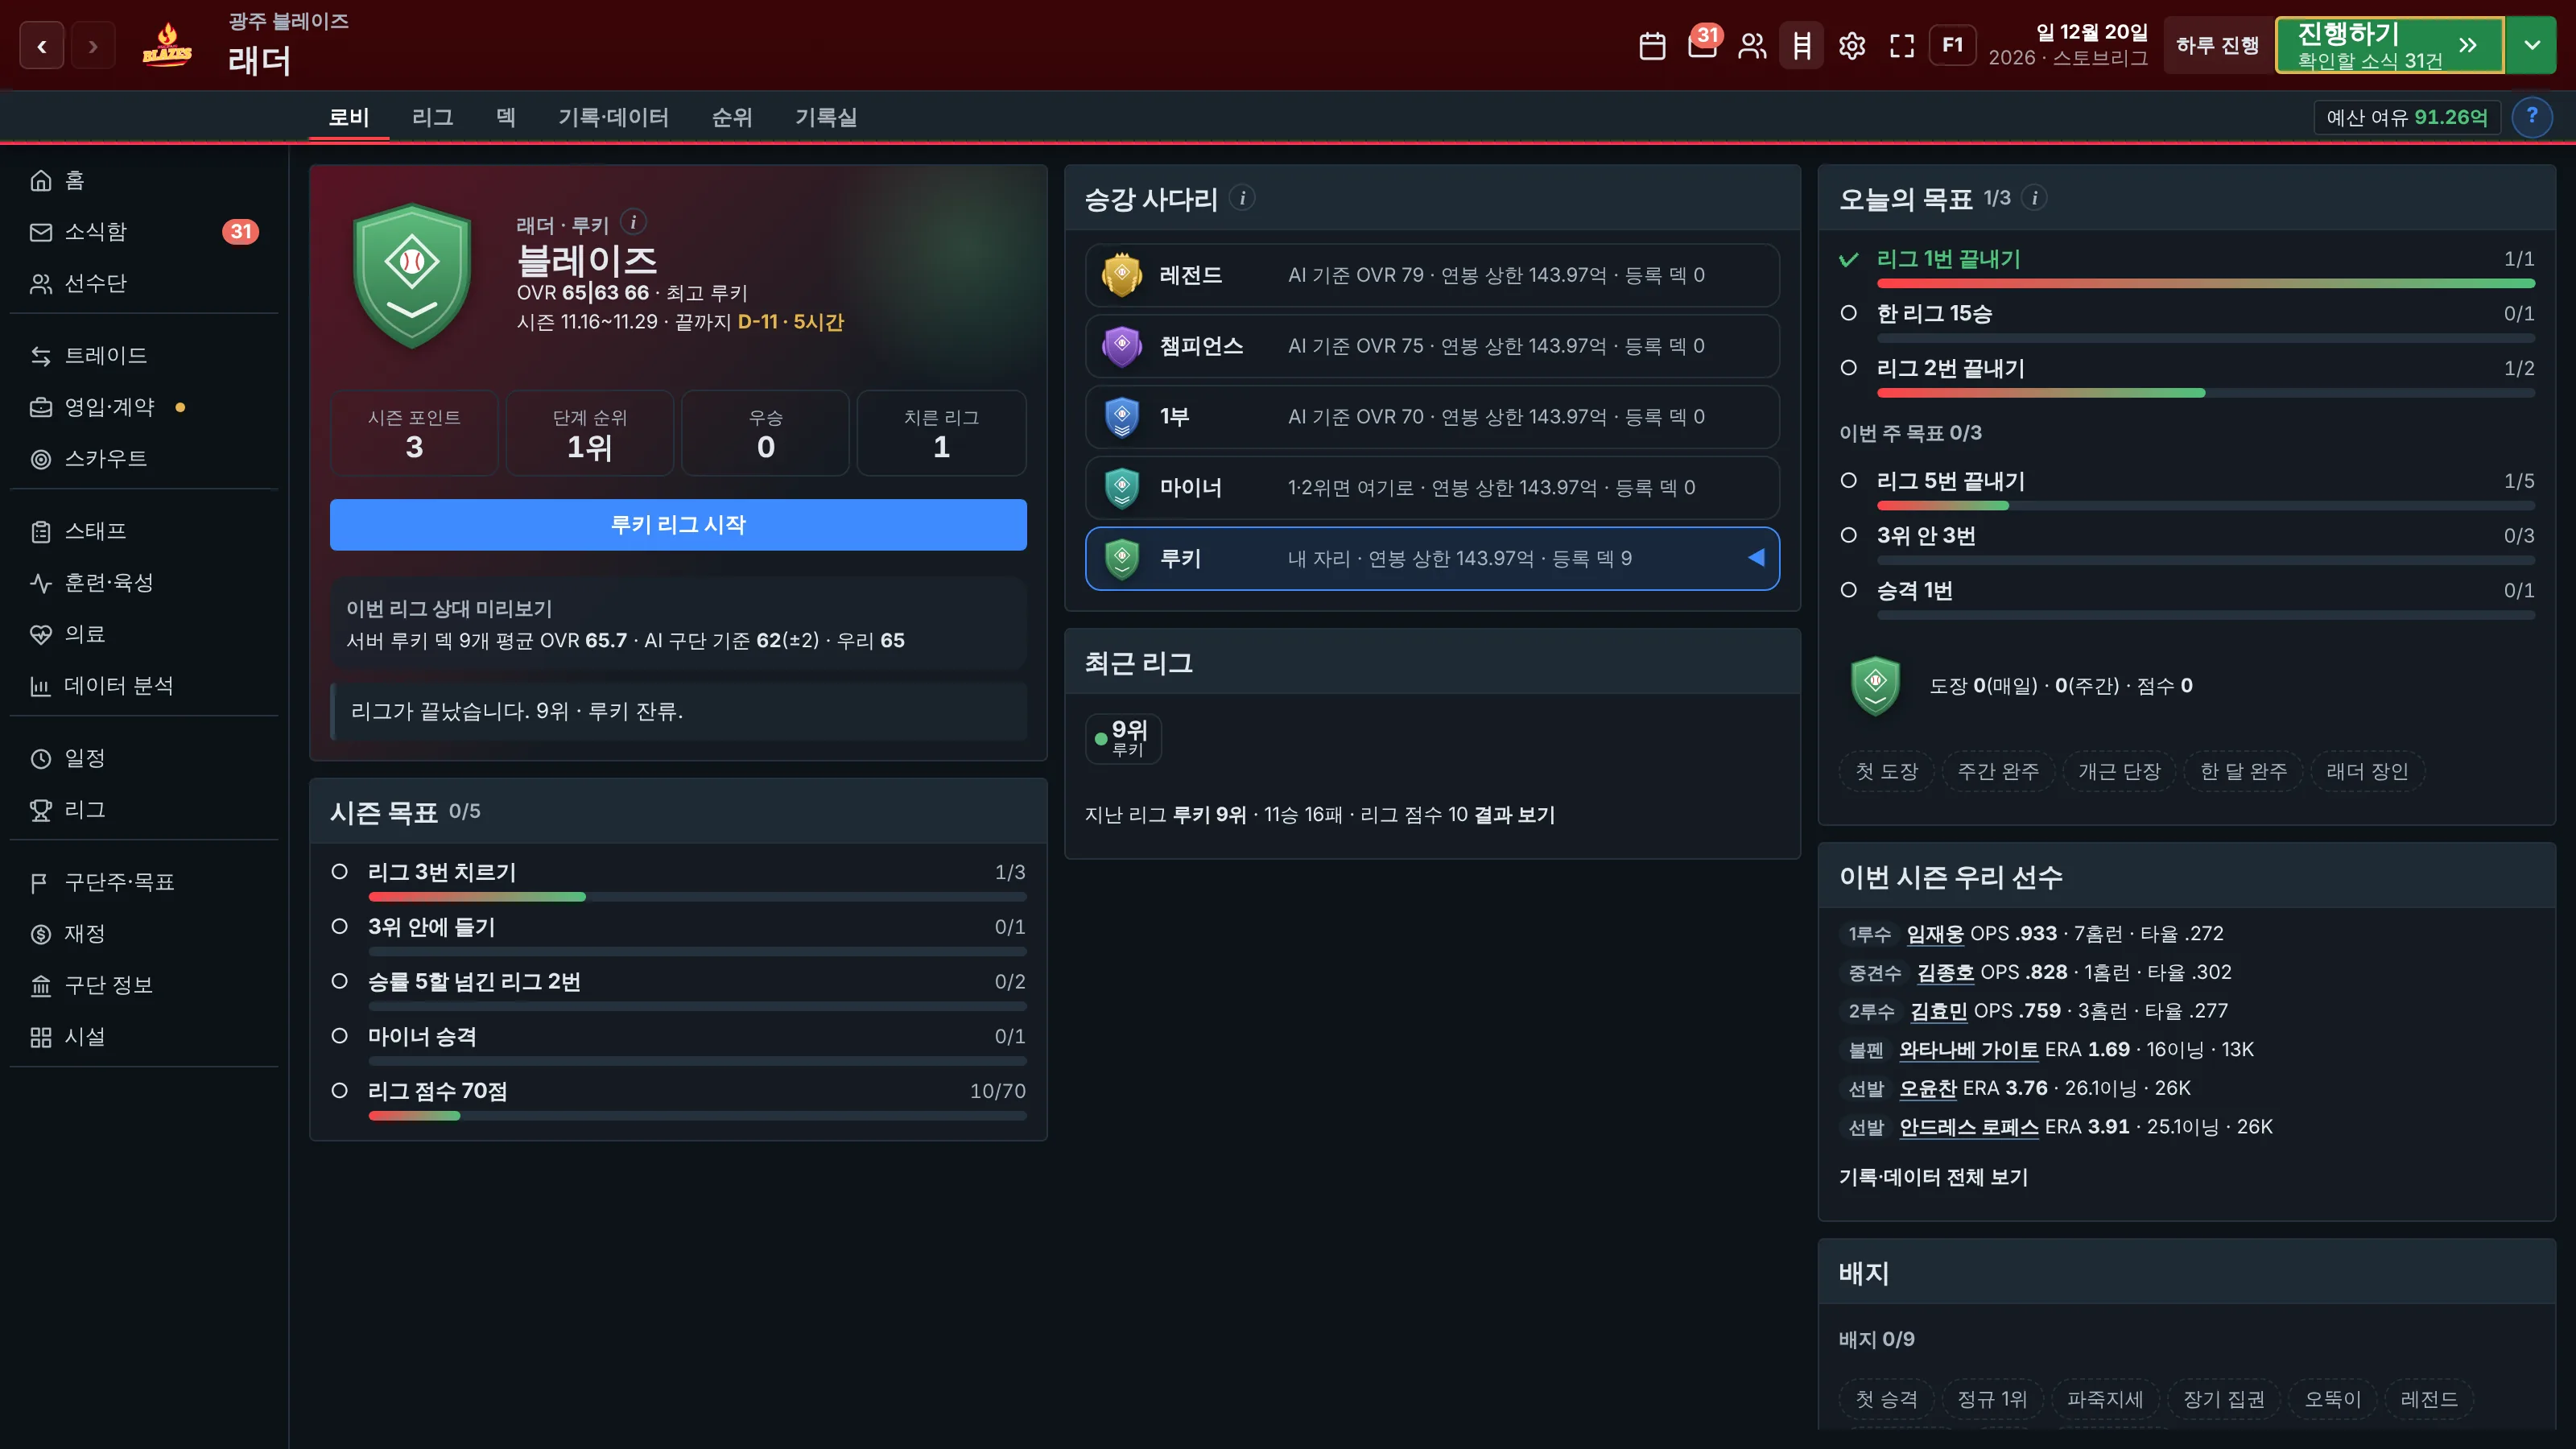 광주 블레이즈
래더
BLAZES
31
F1
일 12월 20일
2026 · 스토브리그
하루 진행
진행하기
확인할 소식 31건
로비
리그
덱
기록·데이터
순위
기록실
예산 여유 91.26억
?
홈
소식함
31
선수단
트레이드
영입·계약
스카우트
스태프
훈련·육성
의료
데이터 분석
일정
리그
구단주·목표
재정
구단 정보
시설
래더 · 루키 i
블레이즈
OVR 65|63 66 · 최고 루키
시즌 11.16~11.29 · 끝까지 D-11 · 5시간
시즌 포인트
3
단계 순위
1위
우승
0
치른 리그
1
루키 리그 시작
이번 리그 상대 미리보기
서버 루키 덱 9개 평균 OVR 65.7 · AI 구단 기준 62(±2) · 우리 65
리그가 끝났습니다. 9위 · 루키 잔류.
시즌 목표 0/5
리그 3번 치르기 1/3
3위 안에 들기 0/1
승률 5할 넘긴 리그 2번 0/2
마이너 승격 0/1
리그 점수 70점 10/70
승강 사다리 i
레전드 AI 기준 OVR 79 · 연봉 상한 143.97억 · 등록 덱 0
챔피언스 AI 기준 OVR 75 · 연봉 상한 143.97억 · 등록 덱 0
1부 AI 기준 OVR 70 · 연봉 상한 143.97억 · 등록 덱 0
마이너 1·2위면 여기로 · 연봉 상한 143.97억 · 등록 덱 0
루키 내 자리 · 연봉 상한 143.97억 · 등록 덱 9
최근 리그
9위
루키
지난 리그 루키 9위 · 11승 16패 · 리그 점수 10 결과 보기
오늘의 목표 1/3 i
리그 1번 끝내기 1/1
한 리그 15승 0/1
리그 2번 끝내기 1/2
이번 주 목표 0/3
리그 5번 끝내기 1/5
3위 안 3번 0/3
승격 1번 0/1
도장 0(매일) · 0(주간) · 점수 0
첫 도장
주간 완주
개근 단장
한 달 완주
래더 장인
이번 시즌 우리 선수
1루수 임재웅 OPS .933 · 7홈런 · 타율 .272
중견수 김종호 OPS .828 · 1홈런 · 타율 .302
2루수 김효민 OPS .759 · 3홈런 · 타율 .277
불펜 와타나베 가이토 ERA 1.69 · 16이닝 · 13K
선발 오윤찬 ERA 3.76 · 26.1이닝 · 26K
선발 안드레스 로페스 ERA 3.91 · 25.1이닝 · 26K
기록·데이터 전체 보기
배지
배지 0/9
첫 승격
정규 1위
파죽지세
장기 집권
오뚝이
레전드